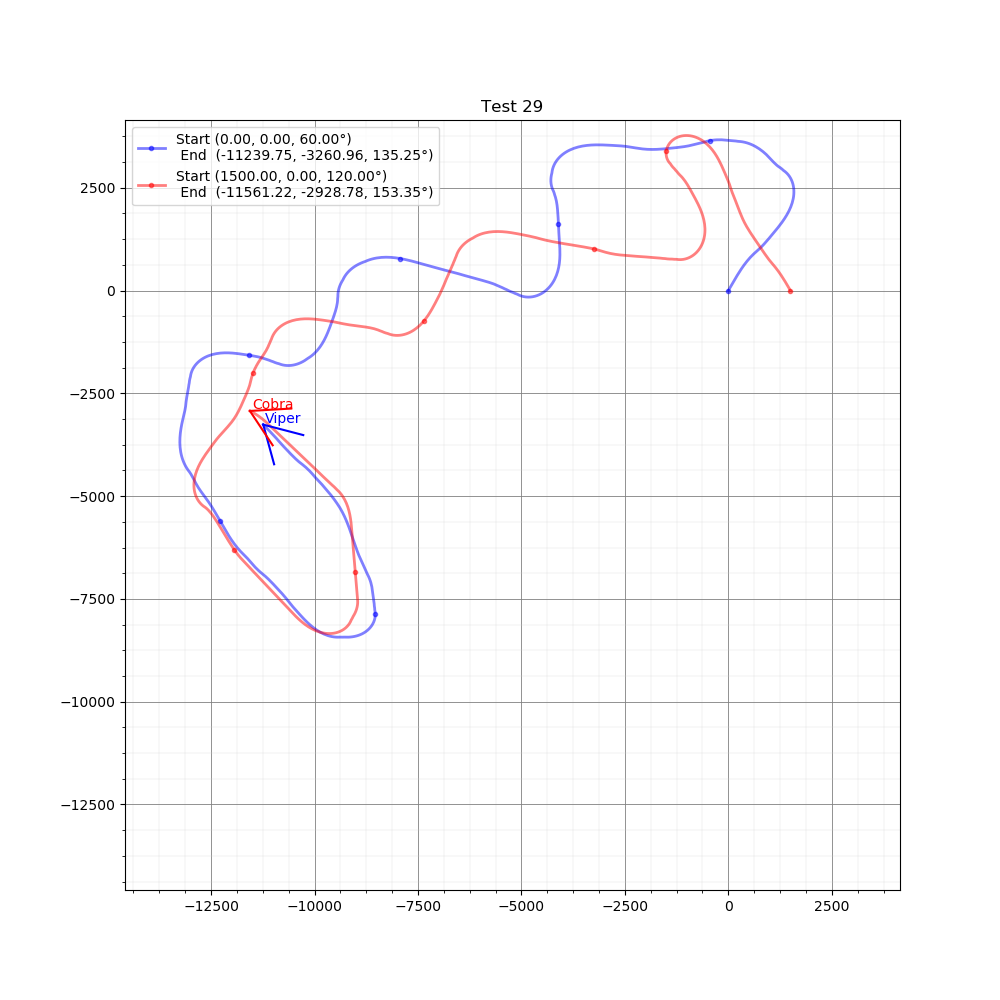 Test 29
Start (0.00, 0.00, 60.00°)
End (-11239.75, -3260.96, 135.25°)
Start (1500.00, 0.00, 120.00°)
End (-11561.22, -2928.78, 153.35°)
2500
0
−2500
−5000
−7500
−10000
−12500
Cobra
Viper
−12500 −10000 −7500 −5000 −2500 0 2500